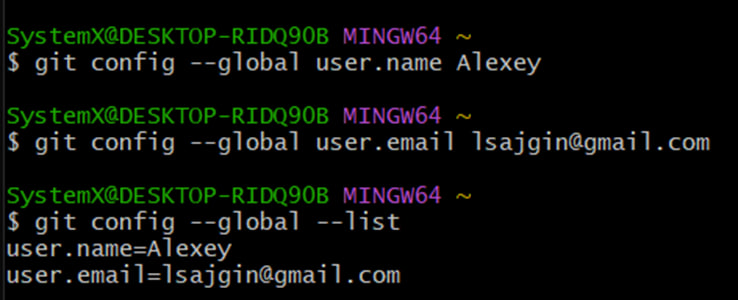 SystemX@DESKTOP-RIDQ90B MINGW64 ~
$ git config --global user.name Alexey
SystemX@DESKTOP-RIDQ90B MINGW64 ~
$ git config --global user.email lsajgin@gmail.com
SystemX@DESKTOP-RIDQ90B MINGW64 ~
$ git config --global --list
user.name=Alexey
user.email=lsajgin@gmail.com